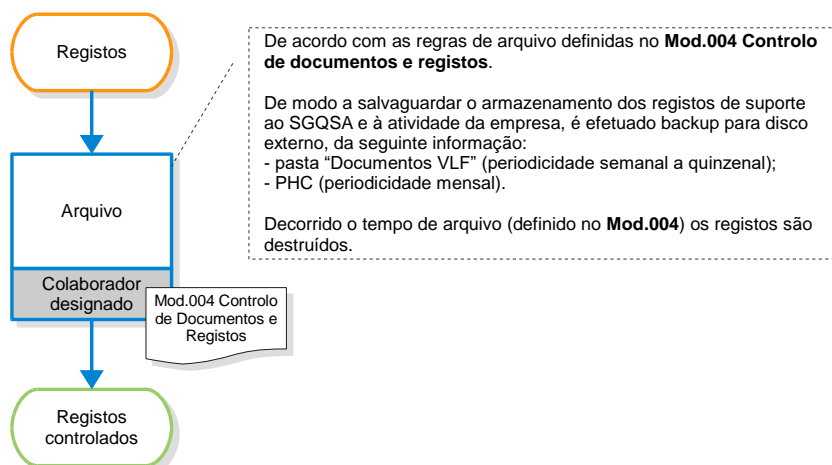 Registos
De acordo com as regras de arquivo definidas no Mod.004 Controlo
de documentos e registos.
De modo a salvaguardar o armazenamento dos registos de suporte
ao SGQSA e à atividade da empresa, é efetuado backup para disco
externo, da seguinte informação:
- pasta “Documentos VLF” (periodicidade semanal a quinzenal);
- PHC (periodicidade mensal).
Decorrido o tempo de arquivo (definido no Mod.004) os registos são
destruídos.
Arquivo
Colaborador
designado
Mod.004 Controlo
de Documentos e
Registos
Registos
controlados